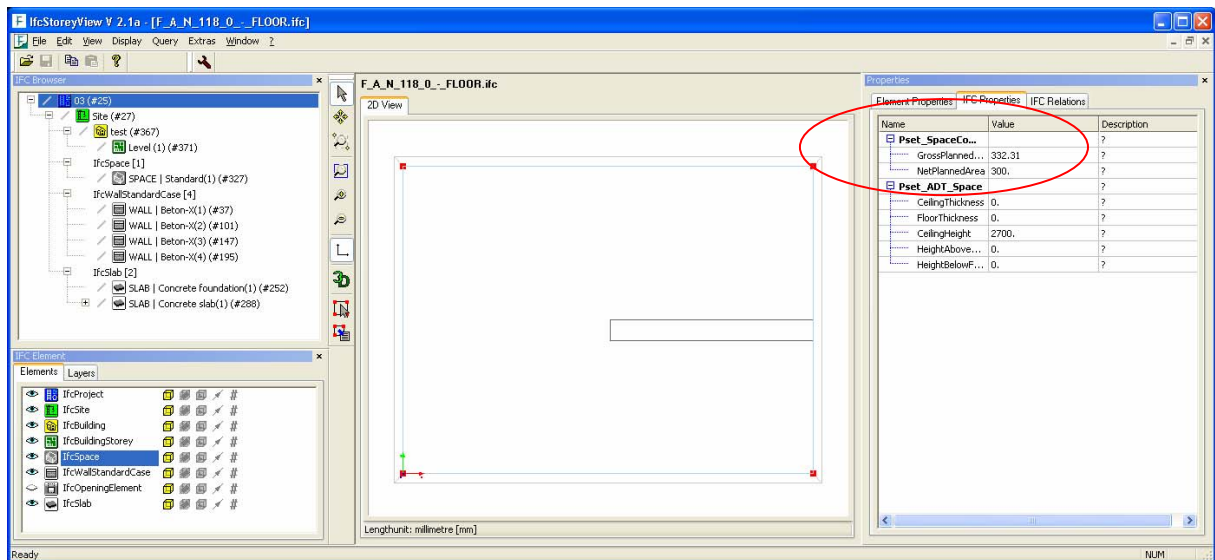 IfcStoreyView V 2.1a - [F_A_N_118_0_-_FLOOR.ifc]
File Edit View Display Query Extras Window ?
IFC Browser
03 (#25)
Site (#27)
test (#367)
Level (1) (#371)
IfcSpace [1]
SPACE | Standard(1) (#327)
IfcWallStandardCase [4]
WALL | Beton-X(1) (#37)
WALL | Beton-X(2) (#101)
WALL | Beton-X(3) (#147)
WALL | Beton-X(4) (#195)
IfcSlab [2]
SLAB | Concrete foundation(1) (#252)
SLAB | Concrete slab(1) (#288)
IFC Element
Elements Layers
IfcProject #
IfcSite #
IfcBuilding #
IfcBuildingStorey #
IfcSpace #
IfcWallStandardCase #
IfcOpeningElement #
IfcSlab #
F_A_N_118_0_-_FLOOR.ifc
2D View
3D
Lengthunit: millimetre [mm]
Properties
Element Properties IFC Properties IFC Relations
Name Value Description
Pset_SpaceCo... ?
GrossPlanned... 332.31 ?
NetPlannedArea 300. ?
Pset_ADT_Space ?
CeilingThickness 0. ?
FloorThickness 0. ?
CeilingHeight 2700. ?
HeightAbove... 0. ?
HeightBelowF... 0. ?
Ready NUM